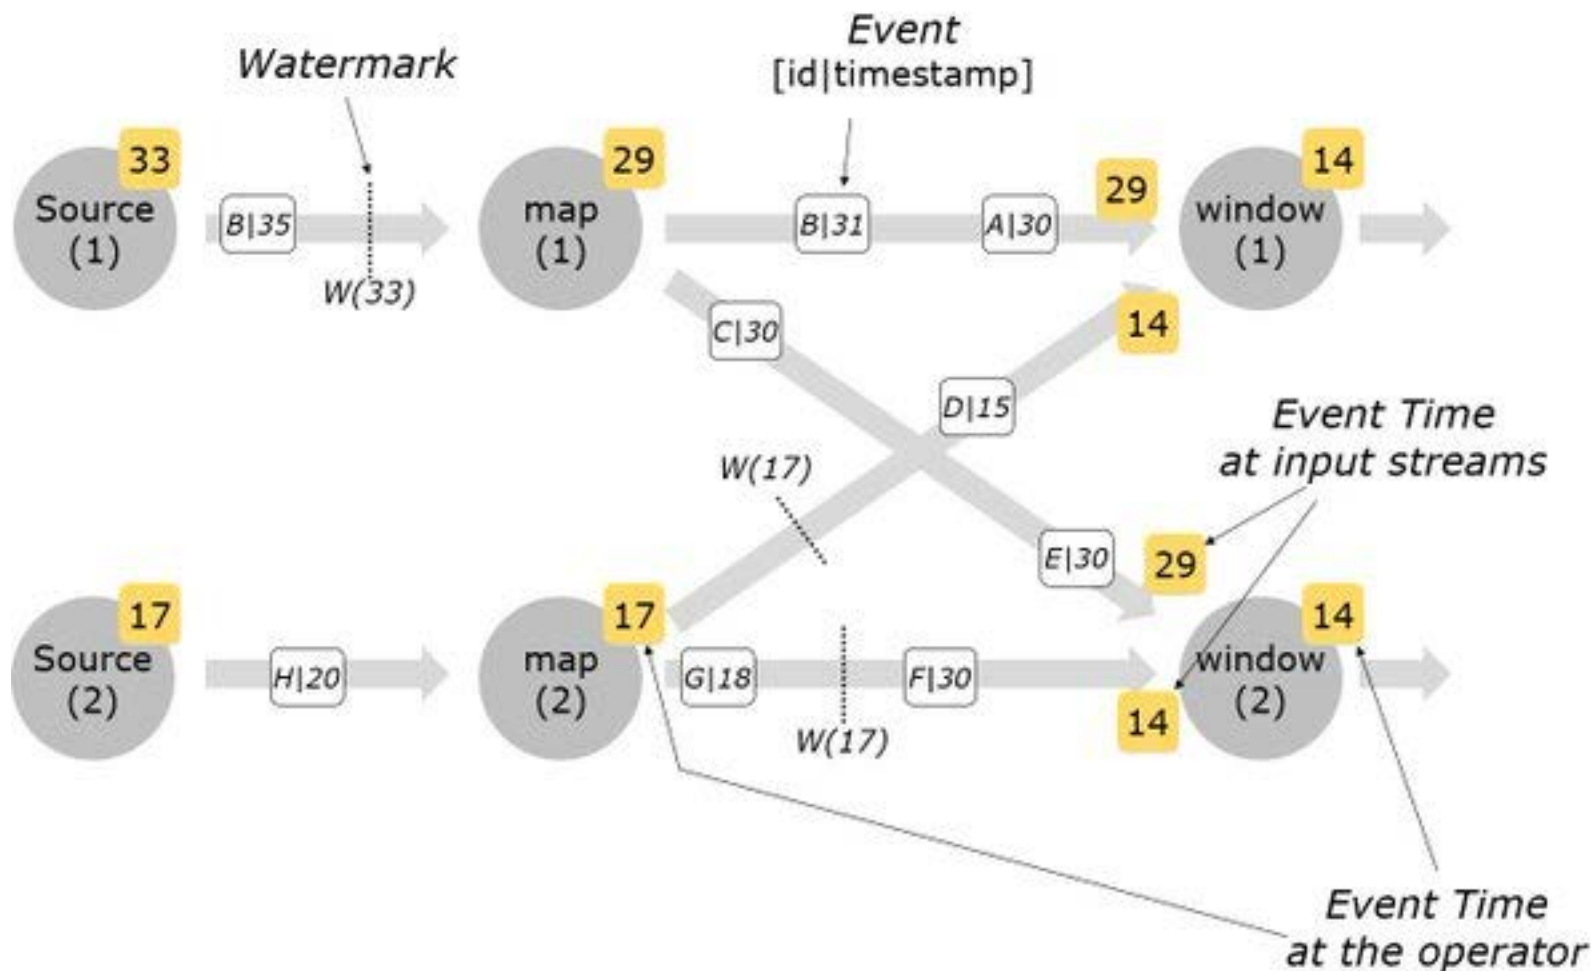 Event
[id|timestamp]
Watermark
33
29
29
14
Source
(1)
B|35
W(33)
map
(1)
B|31
A|30
window
(1)
C|30
14
D|15
Event Time
at input streams
W(17)
E|30
29
17
17
14
Source
(2)
H|20
map
(2)
G|18
F|30
window
(2)
14
W(17)
Event Time
at the operator